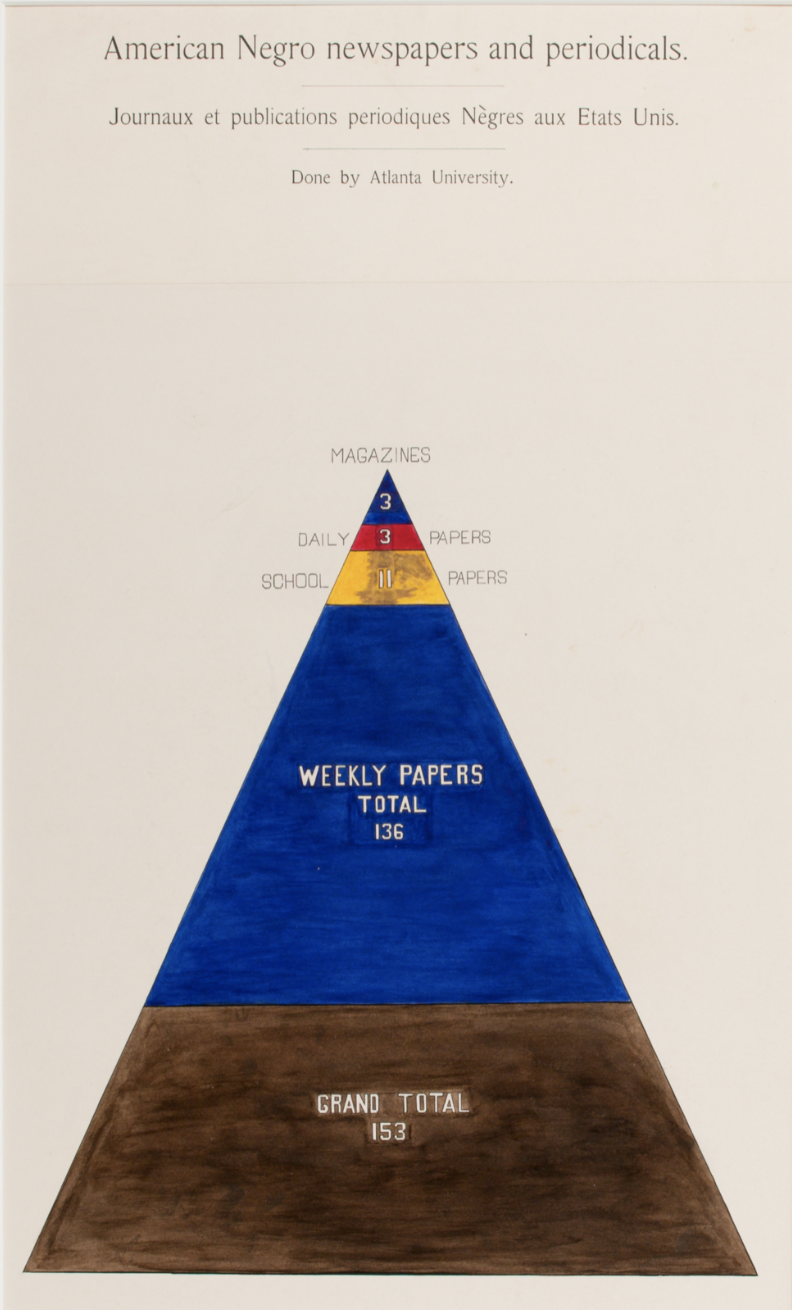 American Negro newspapers and periodicals.
Journaux et publications periodiques Nègres aux Etats Unis.
Done by Atlanta University.
MAGAZINES
3
DAILY 3 PAPERS
SCHOOL 11 PAPERS
WEEKLY PAPERS
TOTAL
136
GRAND TOTAL
153